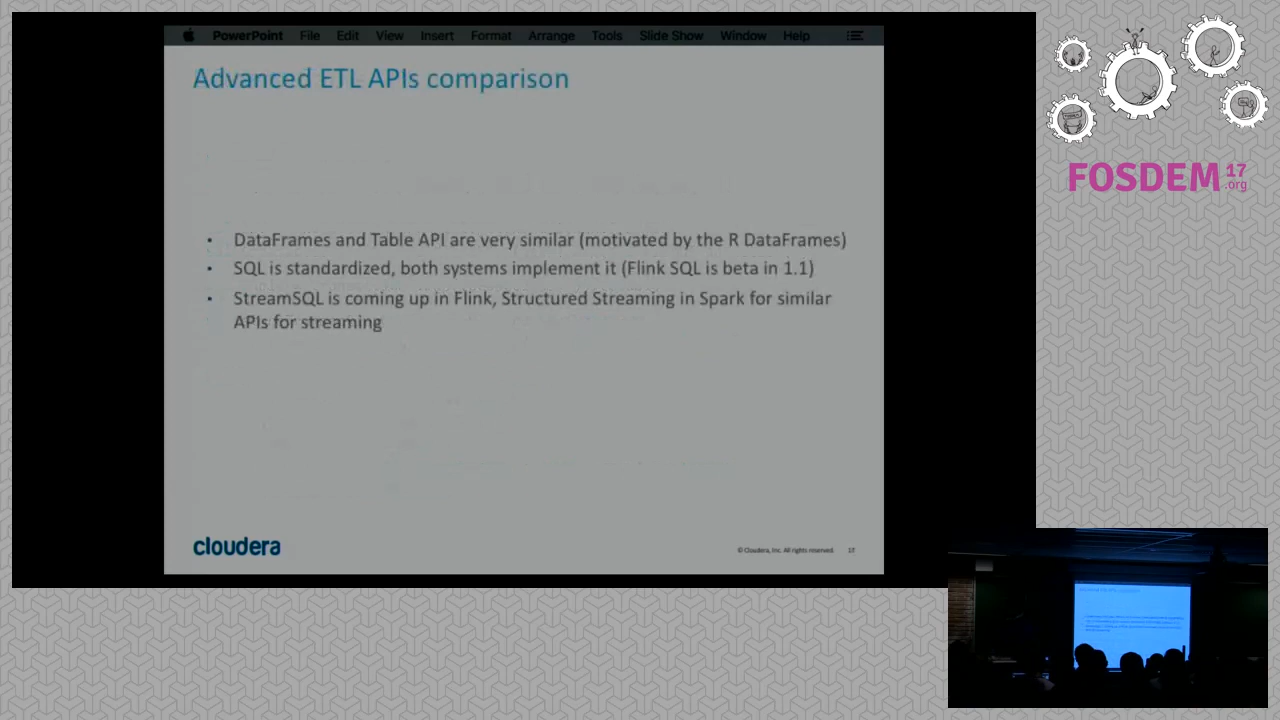 PowerPoint File Edit View Insert Format Arrange Tools Slide Show Window Help
Advanced ETL APIs comparison
• DataFrames and Table API are very similar (motivated by the R DataFrames)
• SQL is standardized, both systems implement it (Flink SQL is beta in 1.1)
• StreamSQL is coming up in Flink, Structured Streaming in Spark for similar
APIs for streaming
cloudera
© Cloudera, Inc. All rights reserved. 17
FOSDEM 17
.org